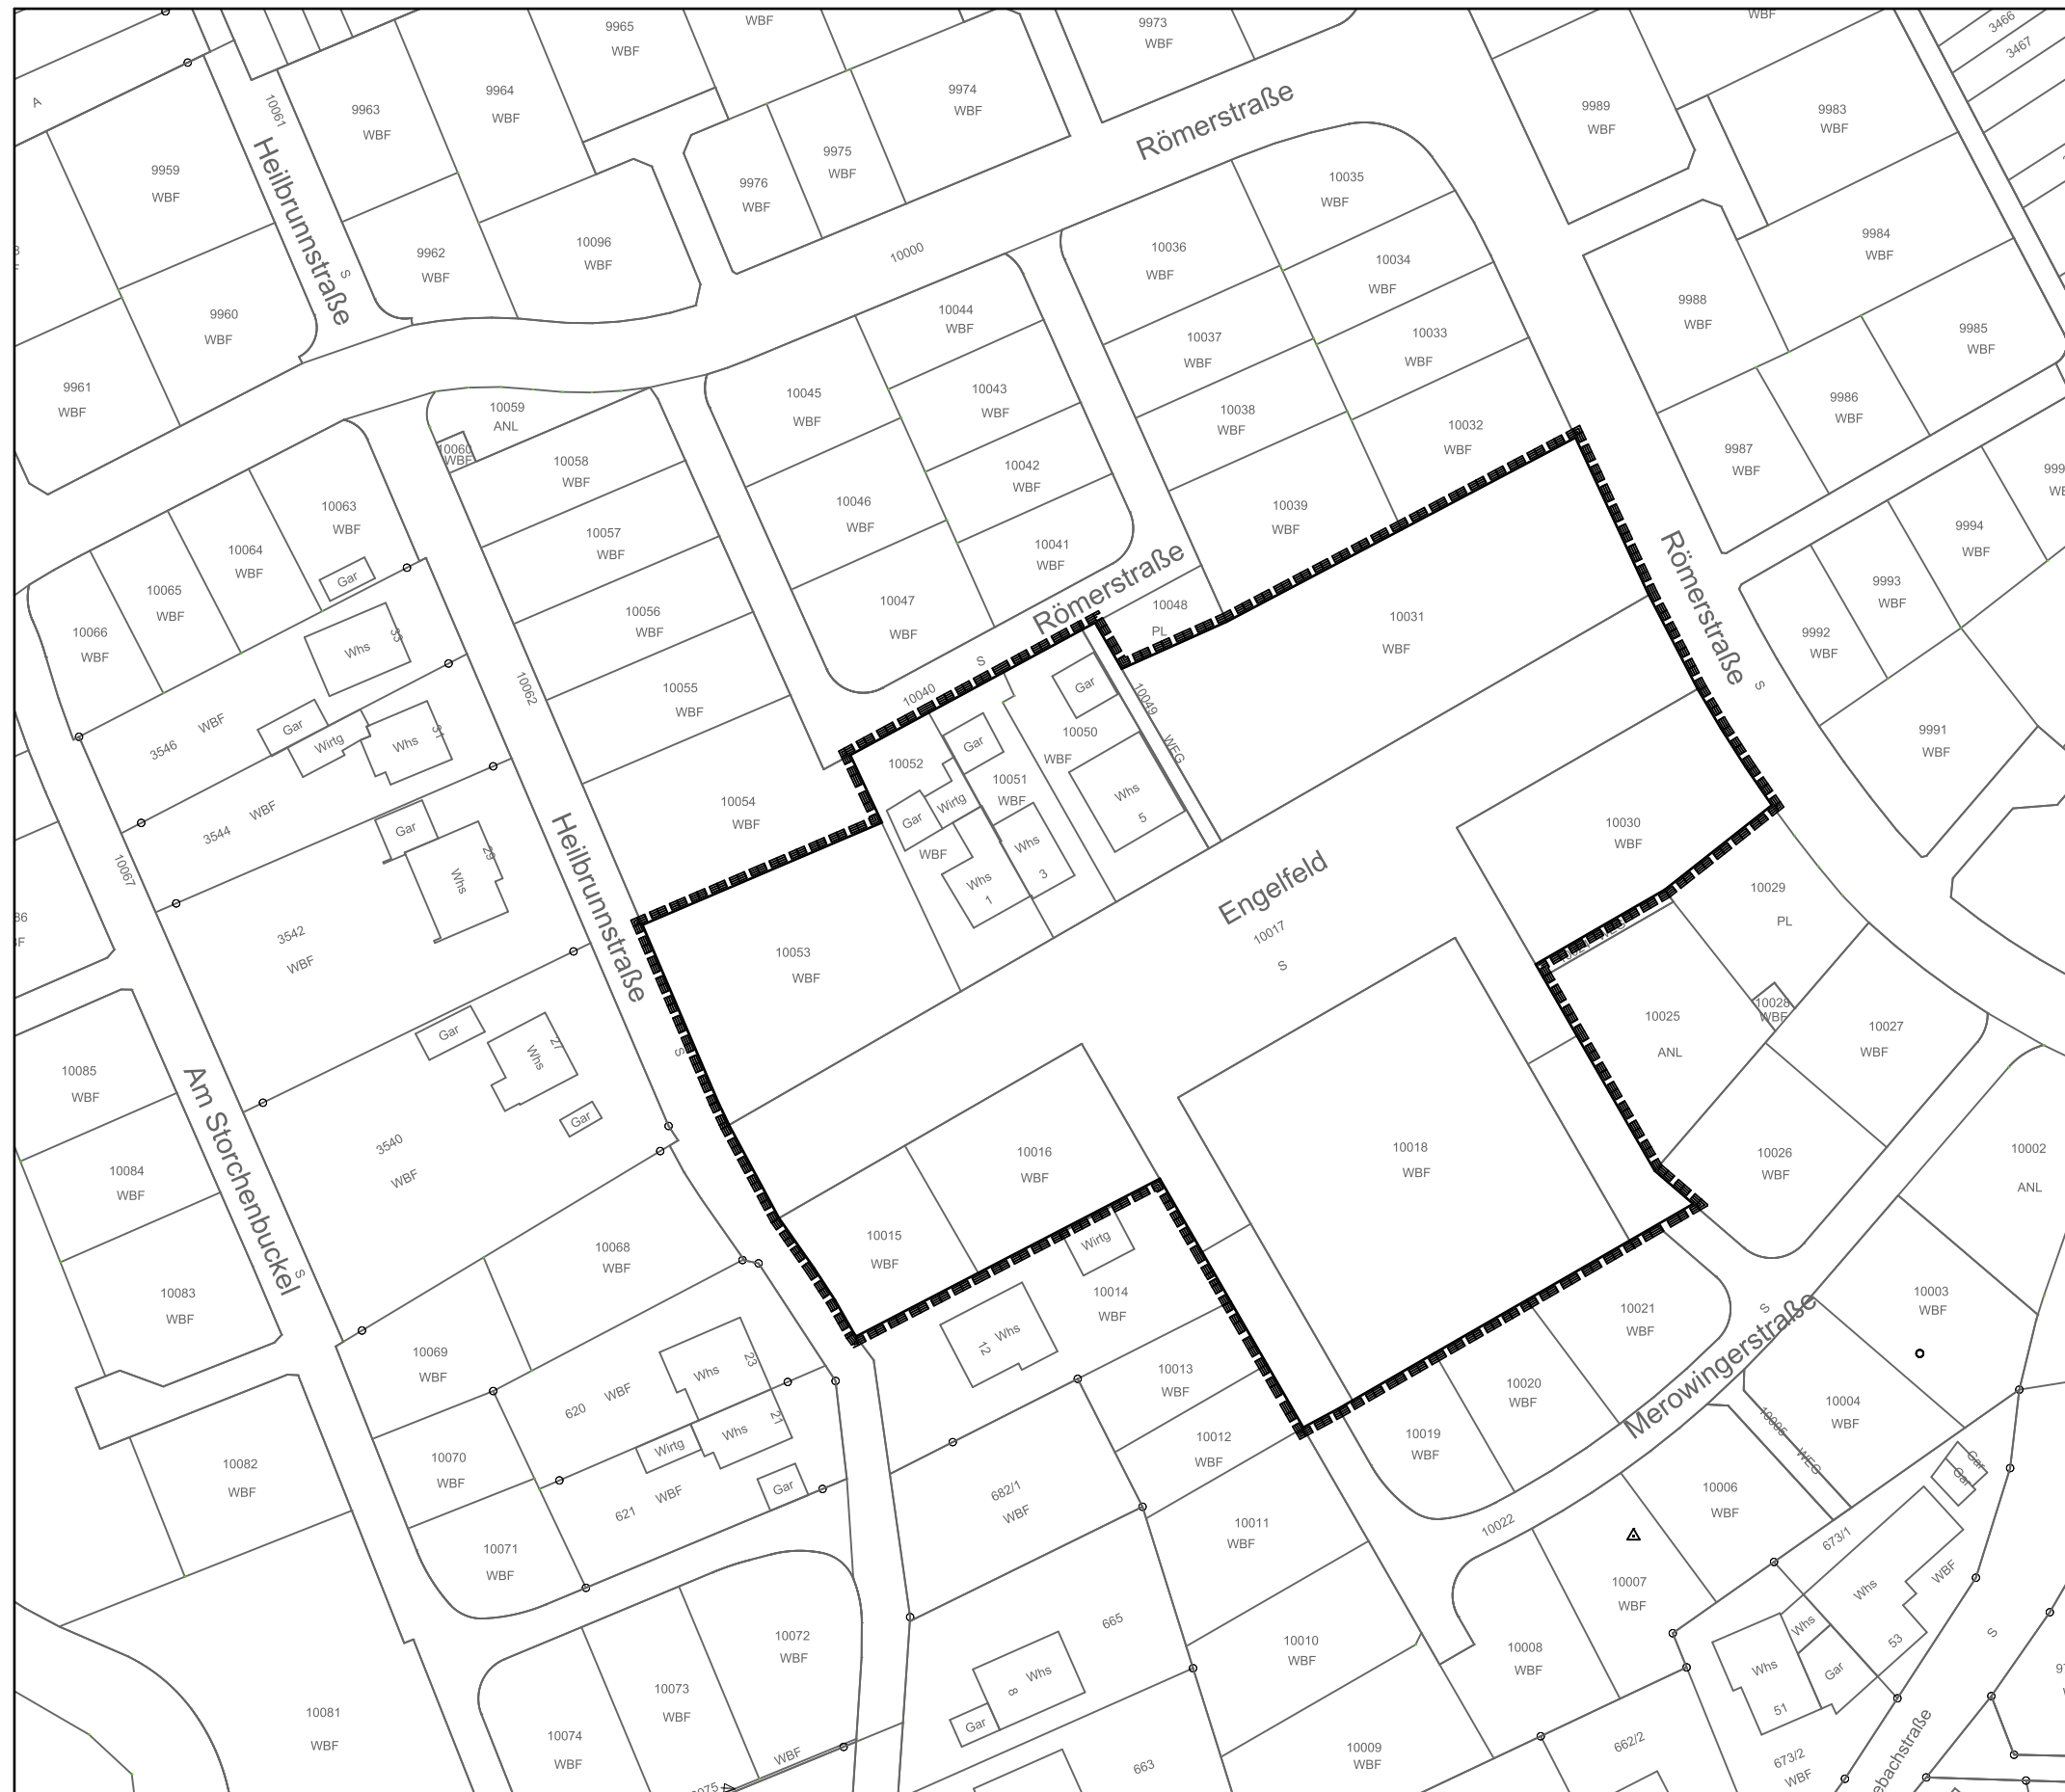 9965
WBF
WBF
9973
WBF
WBF
3466
3467
A
10061
9963
WBF
9964
WBF
9974
WBF
Römerstraße
9989
WBF
9983
WBF
9959
WBF
Heilbrunnstraße
S
9976
WBF
9975
WBF
10035
WBF
9962
WBF
10096
WBF
10000
10036
WBF
10034
WBF
9984
WBF
9960
WBF
10044
WBF
10037
WBF
10033
WBF
9988
WBF
9985
WBF
9961
WBF
10059
ANL
10060
WBF
10045
WBF
10043
WBF
10038
WBF
10032
WBF
9986
WBF
9987
WBF
10058
WBF
10042
WBF
10063
WBF
10046
WBF
10039
WBF
9994
WBF
10057
WBF
10041
WBF
10064
WBF
Gar
10065
WBF
10066
WBF
Römerstraße
Römerstraße
S
9993
WBF
9992
WBF
9991
WBF
10056
WBF
10047
WBF
10048
PL
10031
WBF
Whs
33
10055
WBF
10062
S
10040
Gar
10049
WEG
3546
WBF
Gar
Wirtg
Whs
31
10050
WBF
Whs
5
10052
Gar
10051
WBF
Wirtg
Gar
WBF
Whs
3
Whs
1
10054
WBF
3544
WBF
Gar
Whs
29
10067
Heilbrunnstraße
S
10030
WBF
10029
PL
Engelfeld
10017
S
10053
WBF
3542
WBF
WEG
10028
WBF
10025
ANL
10027
WBF
Gar
Whs
27
Gar
10085
WBF
Am Storchenbuckel
S
3540
WBF
10084
WBF
10083
WBF
10016
WBF
10018
WBF
10026
WBF
10002
ANL
10015
WBF
Wirtg
10014
WBF
Whs
12
10068
WBF
10003
WBF
10021
WBF
S
Merowingerstraße
10069
WBF
Whs
23
620
WBF
Whs
21
Wirtg
10013
WBF
10020
WBF
10004
WBF
10005
WEG
10019
WBF
10012
WBF
10070
WBF
621
WBF
Gar
10082
WBF
682/1
WBF
10006
WBF
Gar
Gar
10071
WBF
10011
WBF
10022
673/1
10007
WBF
Whs
WBF
53
Whs
Whs
51
Gar
S
10072
WBF
665
10010
WBF
10008
WBF
Whs
8
Gar
10073
WBF
10081
WBF
10074
WBF
WBF
663
10009
WBF
662/2
673/2
WBF